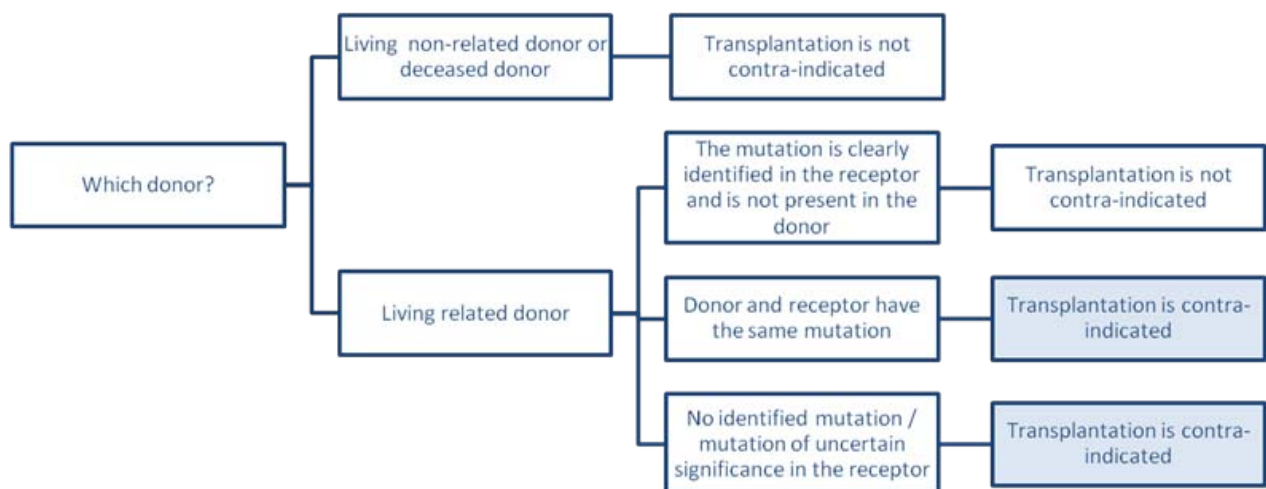 Living non-related donor or
deceased donor
Transplantation is not
contra-indicated
Which donor?
The mutation is clearly
identified in the receptor
and is not present in the
donor
Transplantation is not
contra-indicated
Living related donor
Donor and receptor have
the same mutation
Transplantation is contra-
indicated
No identified mutation /
mutation of uncertain
significance in the receptor
Transplantation is contra-
indicated